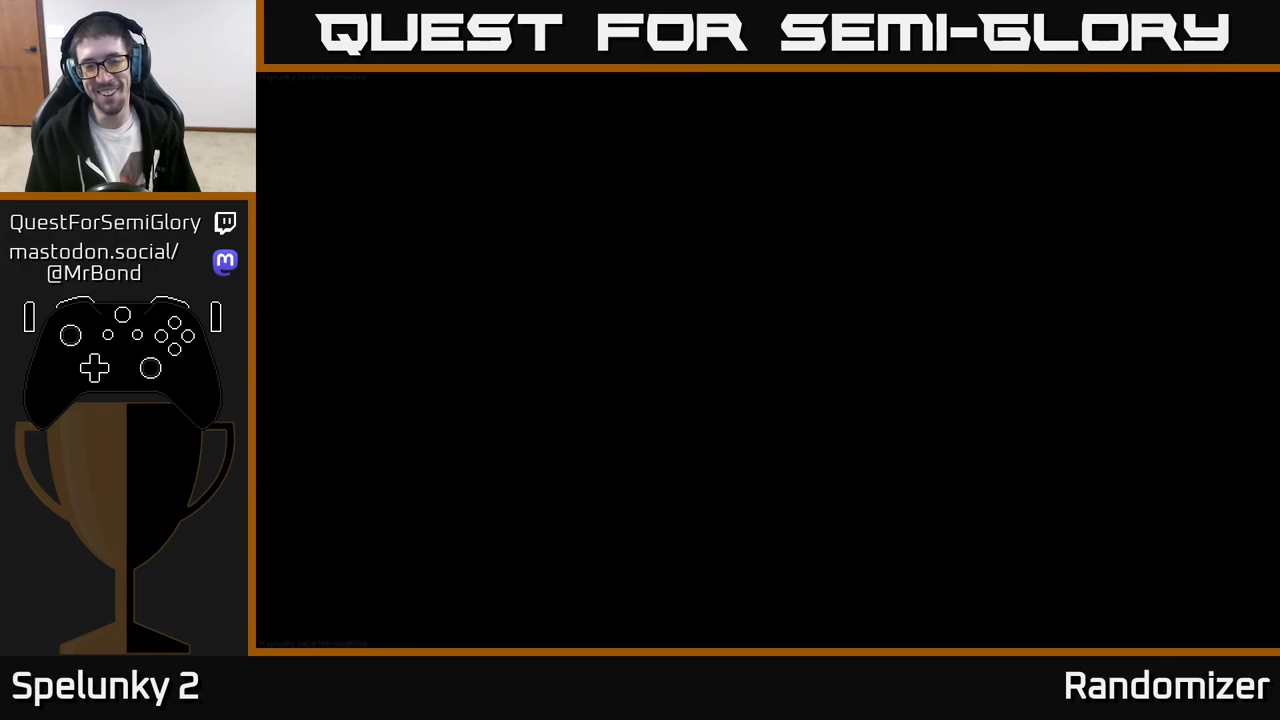 QUEST FOR SEMI-GLORY
QuestForSemiGlory
mastodon.social/
@MrBond
Spelunky 2
Randomizer